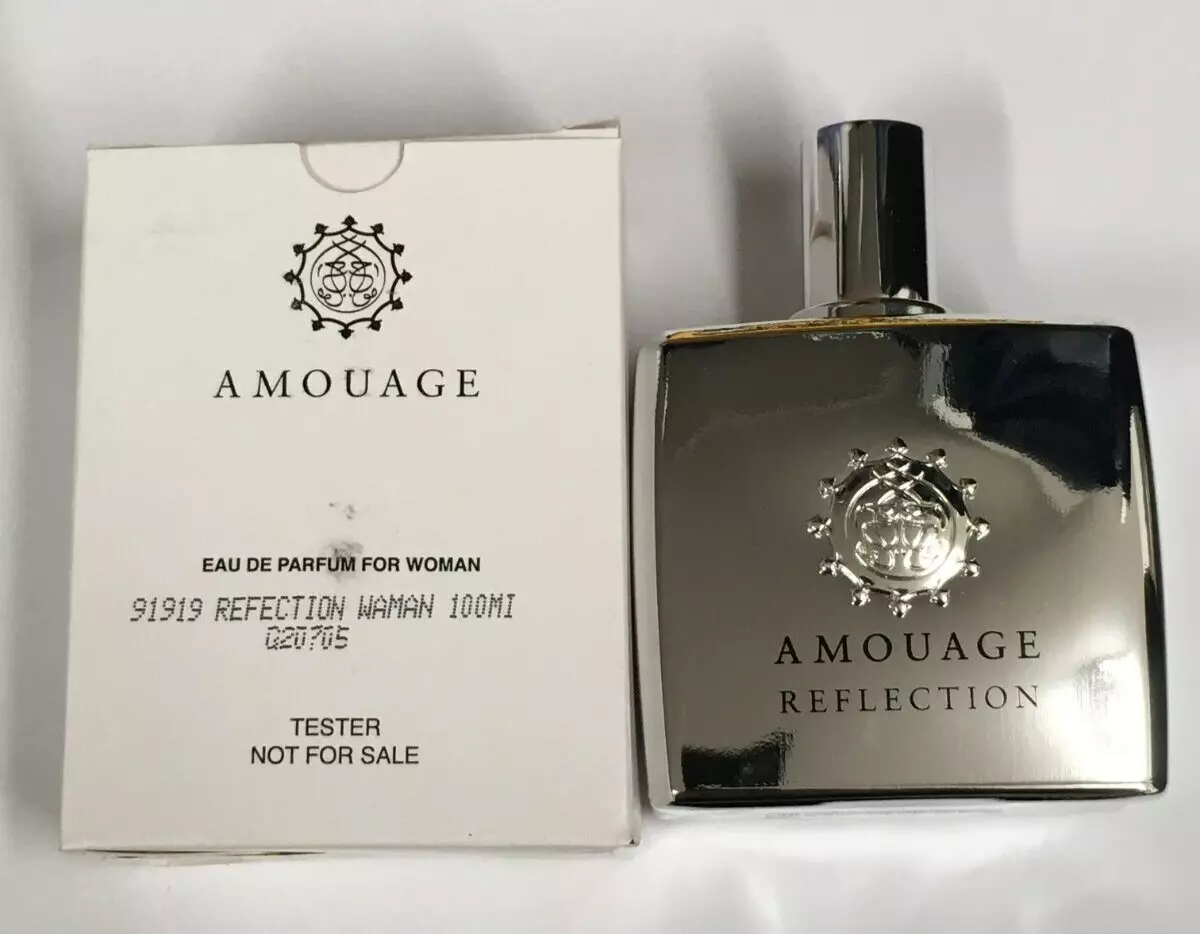 AMOUAGE
EAU DE PARFUM FOR WOMAN
91919 REFECTION WAMAN 100MI
Q20705
TESTER
NOT FOR SALE
AMOUAGE
REFLECTION